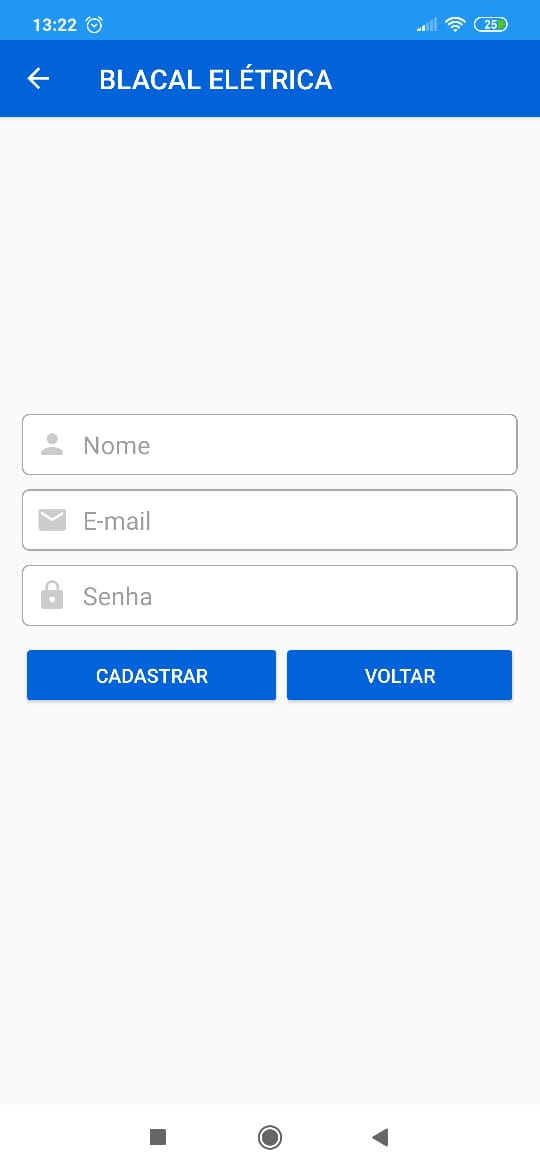 13:22
25
BLACAL ELÉTRICA
Nome
E-mail
Senha
CADASTRAR
VOLTAR